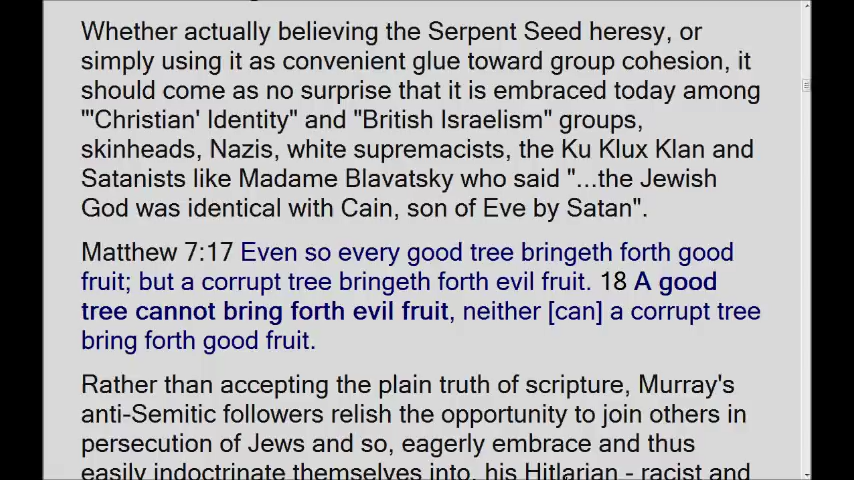 Whether actually believing the Serpent Seed heresy, or
simply using it as convenient glue toward group cohesion, it
should come as no surprise that it is embraced today among
"'Christian' Identity" and "British Israelism" groups,
skinheads, Nazis, white supremacists, the Ku Klux Klan and
Satanists like Madame Blavatsky who said "...the Jewish
God was identical with Cain, son of Eve by Satan".
Matthew 7:17 Even so every good tree bringeth forth good
fruit; but a corrupt tree bringeth forth evil fruit. 18 A good
tree cannot bring forth evil fruit, neither [can] a corrupt tree
bring forth good fruit.
Rather than accepting the plain truth of scripture, Murray's
anti-Semitic followers relish the opportunity to join others in
persecution of Jews and so, eagerly embrace and thus
easily indoctrinate themselves into, his Hitlarian - racist and